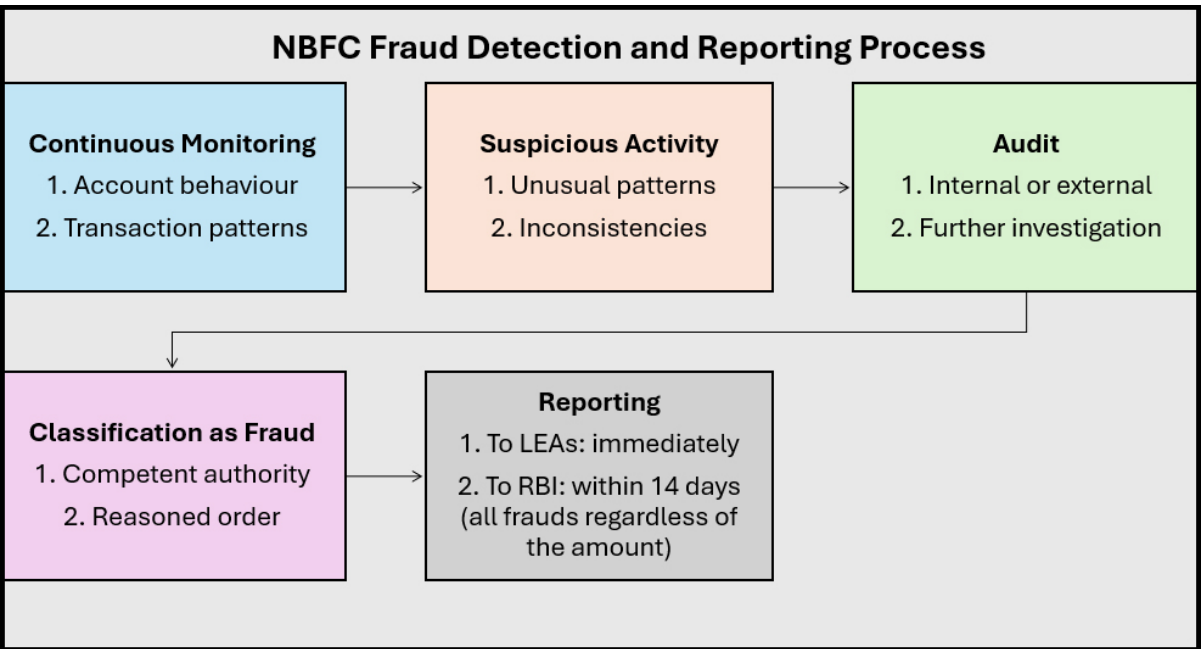 NBFC Fraud Detection and Reporting Process
Continuous Monitoring
1. Account behaviour
2. Transaction patterns
Suspicious Activity
1. Unusual patterns
2. Inconsistencies
Audit
1. Internal or external
2. Further investigation
Classification as Fraud
1. Competent authority
2. Reasoned order
Reporting
1. To LEAs: immediately
2. To RBI: within 14 days
(all frauds regardless of
the amount)